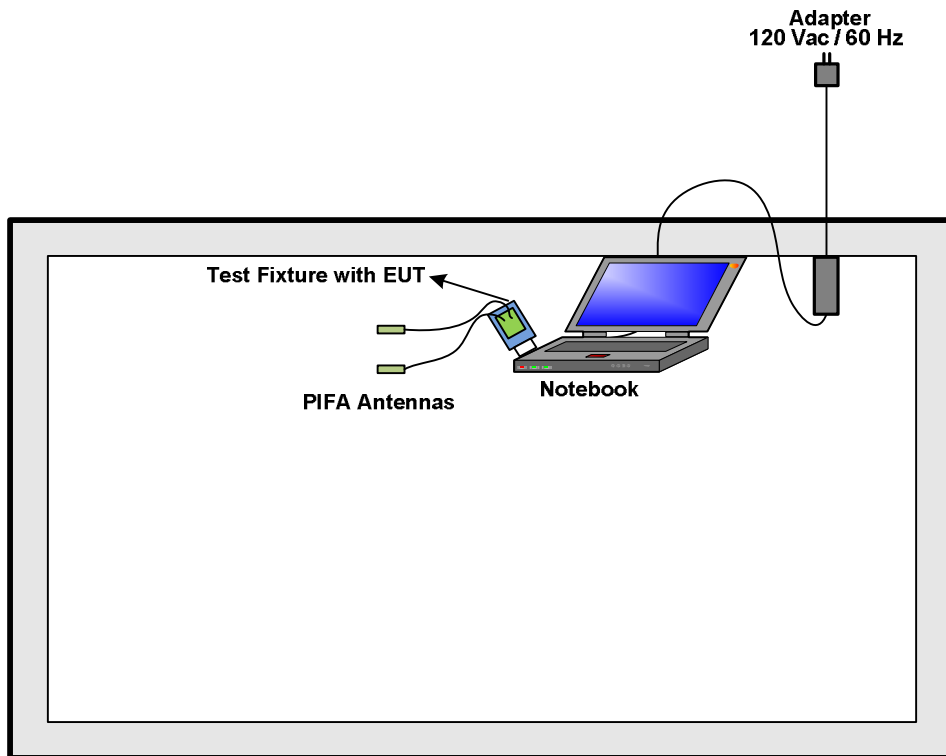 Adapter
120 Vac / 60 Hz
Test Fixture with EUT
PIFA Antennas
Notebook